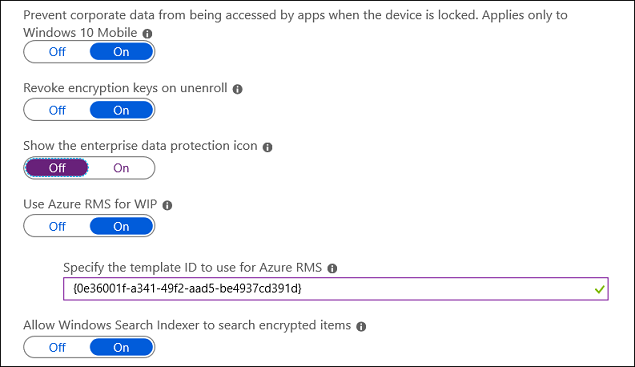 Prevent corporate data from being accessed by apps when the device is locked. Applies only to
Windows 10 Mobile
Off On
Revoke encryption keys on unenroll
Off On
Show the enterprise data protection icon
Off On
Use Azure RMS for WIP
Off On
Specify the template ID to use for Azure RMS
{0e36001f-a341-49f2-aad5-be4937cd391d}
Allow Windows Search Indexer to search encrypted items
Off On